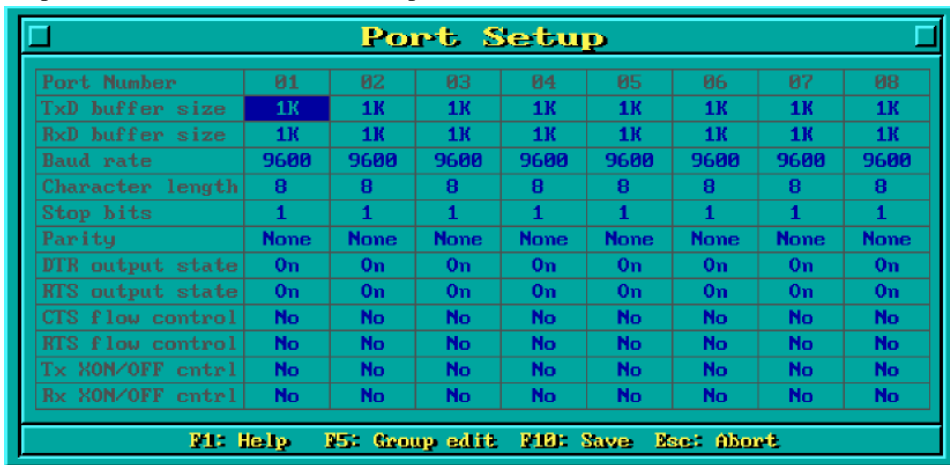 Port Setup
Port Number 01 02 03 04 05 06 07 08
TxD buffer size 1K 1K 1K 1K 1K 1K 1K 1K
RxD buffer size 1K 1K 1K 1K 1K 1K 1K 1K
Baud rate 9600 9600 9600 9600 9600 9600 9600 9600
Character length 8 8 8 8 8 8 8 8
Stop bits 1 1 1 1 1 1 1 1
Parity None None None None None None None None
DTR output state On On On On On On On On
RTS output state On On On On On On On On
CTS flow control No No No No No No No No
RTS flow control No No No No No No No No
Tx XON/OFF cntrl No No No No No No No No
Rx XON/OFF cntrl No No No No No No No No
F1: Help F5: Group edit F10: Save Esc: Abort